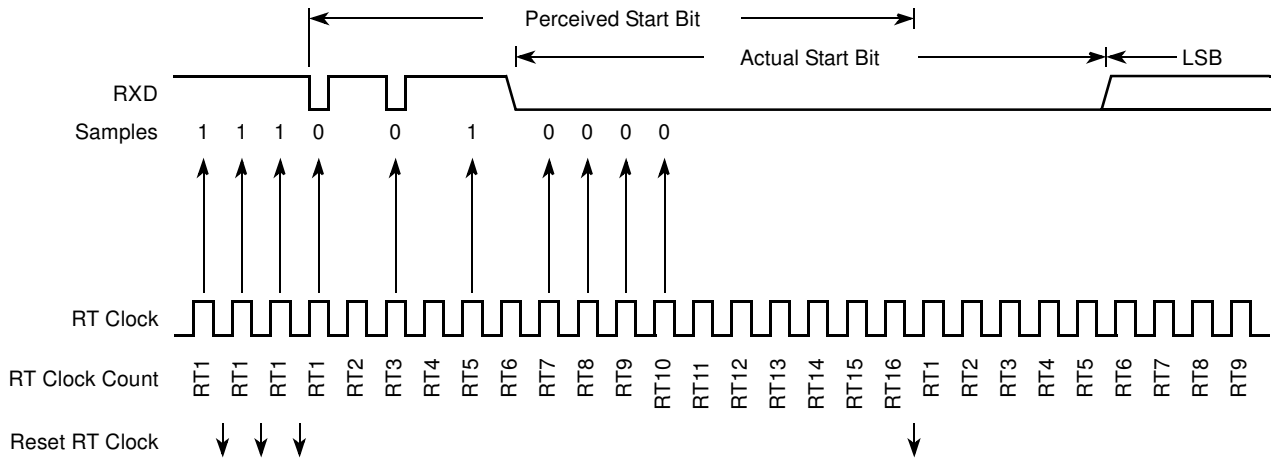 Perceived Start Bit
Actual Start Bit
LSB
RXD
Samples 1 1 1 0 0 1 0 0 0 0
RT Clock
RT Clock Count RT1 RT1 RT1 RT1 RT2 RT3 RT4 RT5 RT6 RT7 RT8 RT9 RT10 RT11 RT12 RT13 RT14 RT15 RT16 RT1 RT2 RT3 RT4 RT5 RT6 RT7 RT8 RT9
Reset RT Clock